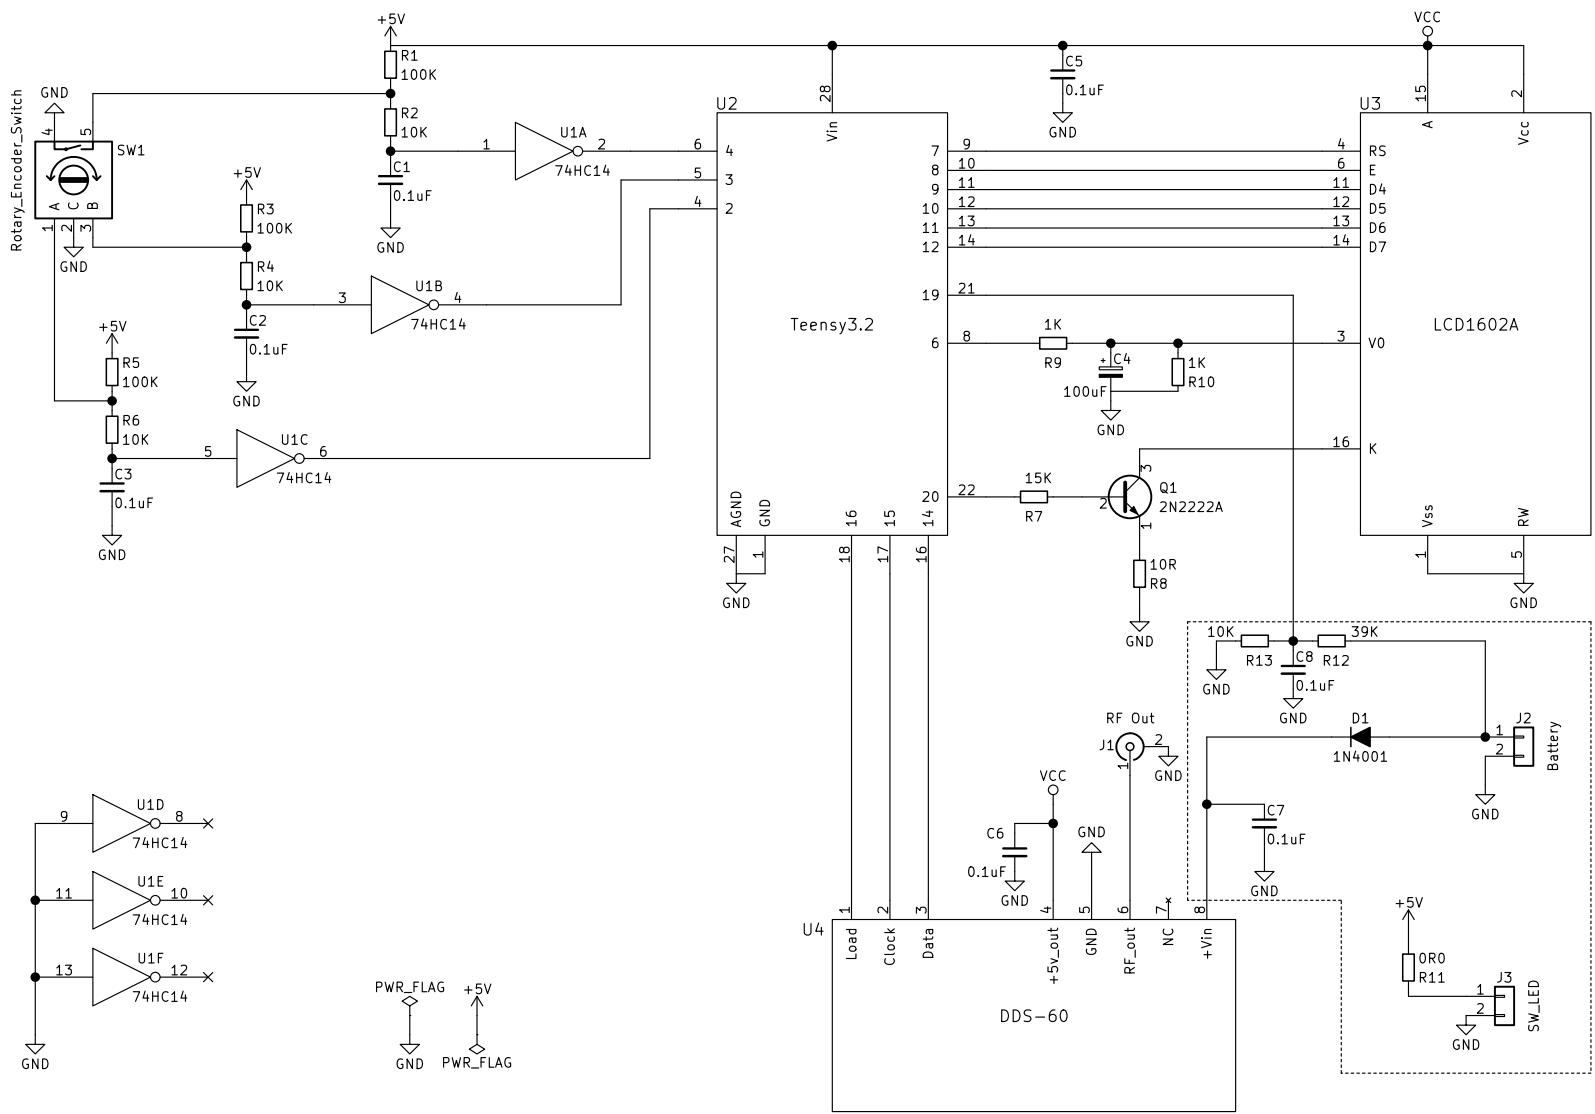 +5V
VCC
R1
100K
C5
0.1uF
GND
GND
4
5
Rotary_Encoder_Switch
SW1
A
C
B
1
2
3
GND
R2
10K
C1
0.1uF
GND
1
U1A
2
74HC14
+5V
R3
100K
R4
10K
C2
0.1uF
GND
3
U1B
4
74HC14
+5V
R5
100K
R6
10K
C3
0.1uF
GND
5
U1C
6
74HC14
U2
28
Vin
6
4
5
3
4
2
Teensy3.2
7
9
8
10
9
11
10
12
11
13
12
14
19
21
6
8
20
22
AGND
GND
16
15
14
27
1
18
17
16
GND
U3
15
2
A
Vcc
4
RS
6
E
11
D4
12
D5
13
D6
14
D7
LCD1602A
3
V0
16
K
Vss
RW
1
5
GND
1K
R9
+
C4
100uF
1K
R10
GND
15K
R7
3
2
1
Q1
2N2222A
10R
R8
GND
10K
R13
39K
R12
GND
C8
0.1uF
GND
D1
1N4001
J2
1
2
Battery
GND
C7
0.1uF
GND
RF Out
J1
2
1
GND
VCC
C6
0.1uF
GND
GND
U4
1
2
3
4
5
6
7
8
Load
Clock
Data
+5v_out
GND
RF_out
NC
+Vin
DDS-60
+5V
0R0
R11
J3
1
2
SW_LED
GND
9
U1D
8
74HC14
11
U1E
10
74HC14
13
U1F
12
74HC14
GND
PWR_FLAG
GND
+5V
PWR_FLAG